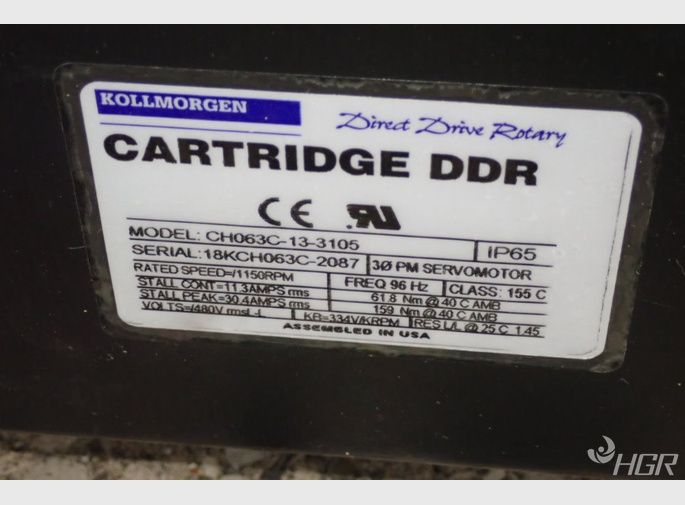 KOLLMORGEN
Direct Drive Rotary
CARTRIDGE DDR
CE RU
MODEL: CH063C-13-3105 IP65
SERIAL: 18KCH063C-2087 3Ø PM SERVOMOTOR
RATED SPEED=/1150RPM FREQ 96 Hz CLASS: 155 C
STALL CONT=11.3AMPS rms 61.8 Nm @ 40 C AMB
STALL PEAK=30.4AMPS rms 159 Nm @ 40 C AMB
VOLTS=/480V rmsL-L KB=334V/KRPM RES L/L @ 25 C 1.45
ASSEMBLED IN USA
HGR